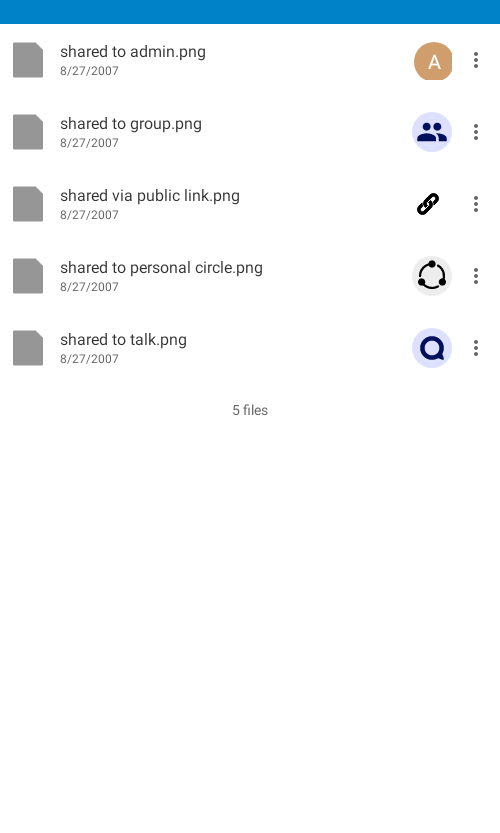 shared to admin.png
8/27/2007
A
shared to group.png
8/27/2007
shared via public link.png
8/27/2007
shared to personal circle.png
8/27/2007
shared to talk.png
8/27/2007
5 files